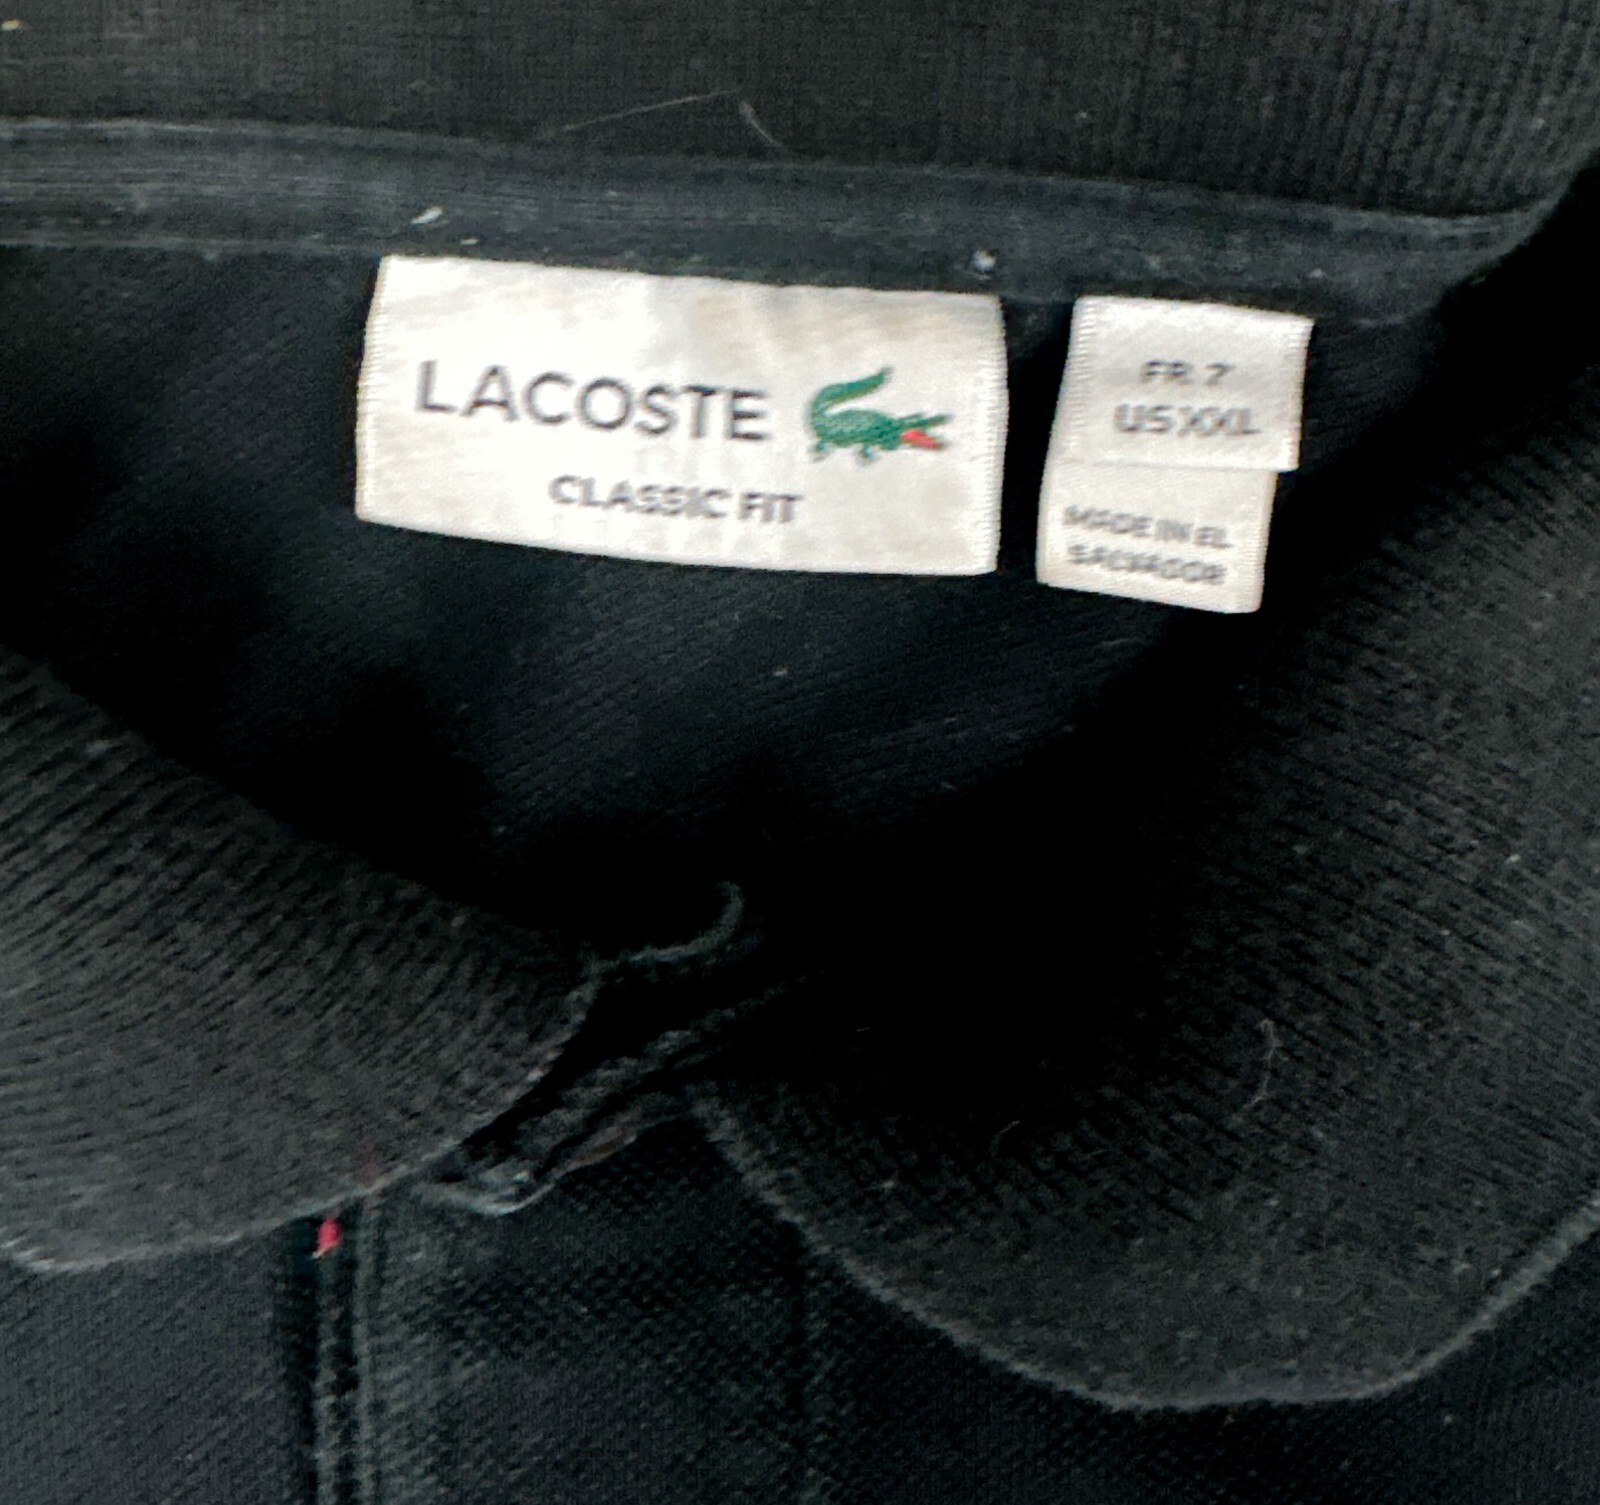 LACOSTE
CLASSIC FIT
FR. 7
US XXL
MADE IN EL
SALVADOR